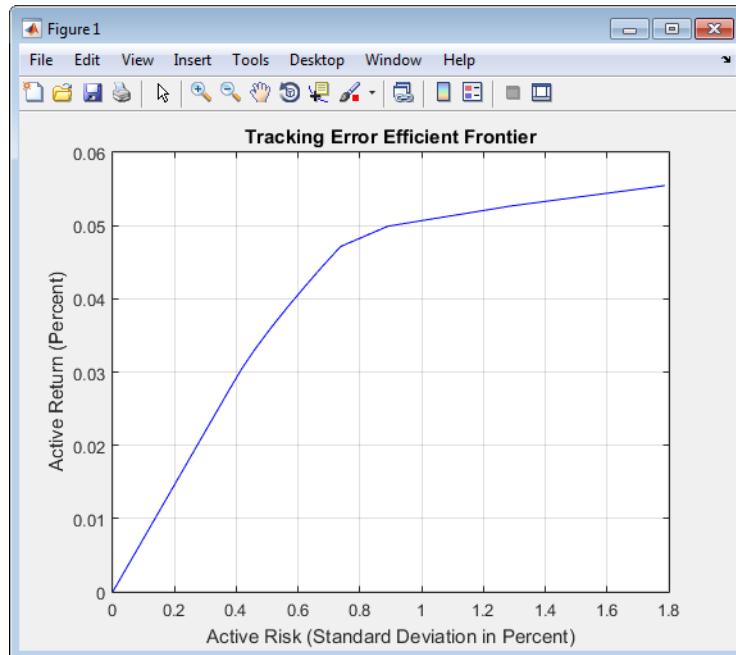 Figure 1
File Edit View Insert Tools Desktop Window Help
Tracking Error Efficient Frontier
0.06
0.05
0.04
0.03
0.02
0.01
0
Active Return (Percent)
0 0.2 0.4 0.6 0.8 1 1.2 1.4 1.6 1.8
Active Risk (Standard Deviation in Percent)